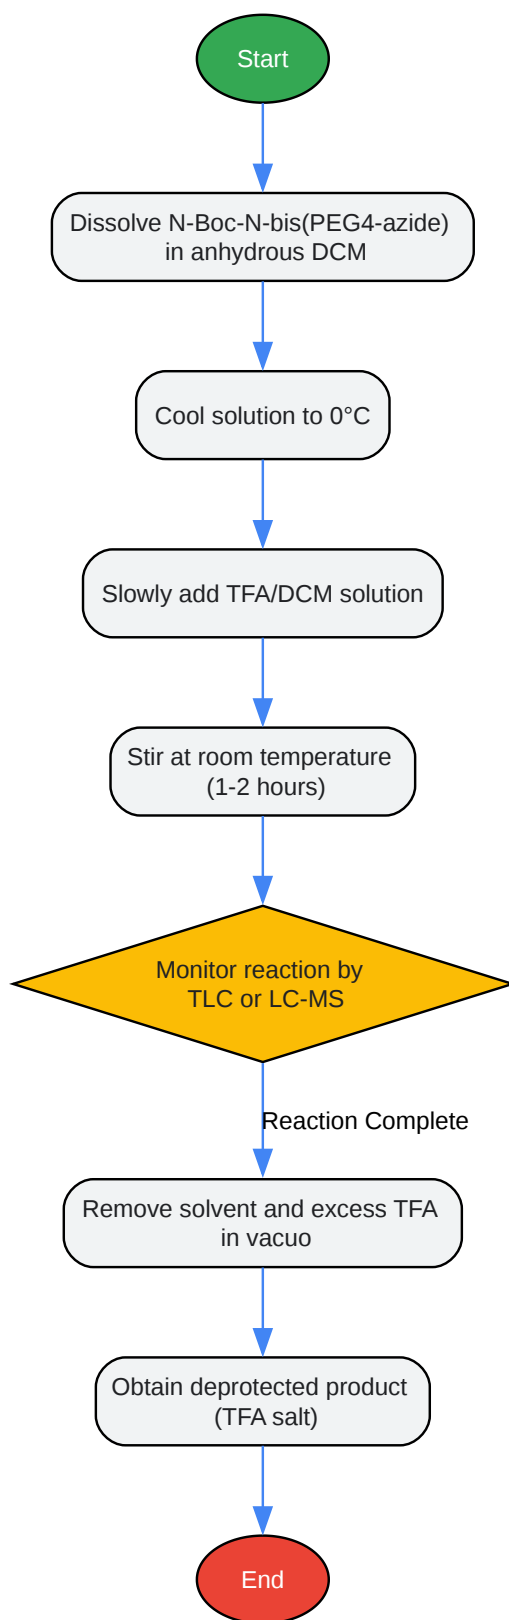 Start
Dissolve N-Boc-N-bis(PEG4-azide)
in anhydrous DCM
Cool solution to 0°C
Slowly add TFA/DCM solution
Stir at room temperature
(1-2 hours)
Monitor reaction by
TLC or LC-MS
Reaction Complete
Remove solvent and excess TFA
in vacuo
Obtain deprotected product
(TFA salt)
End